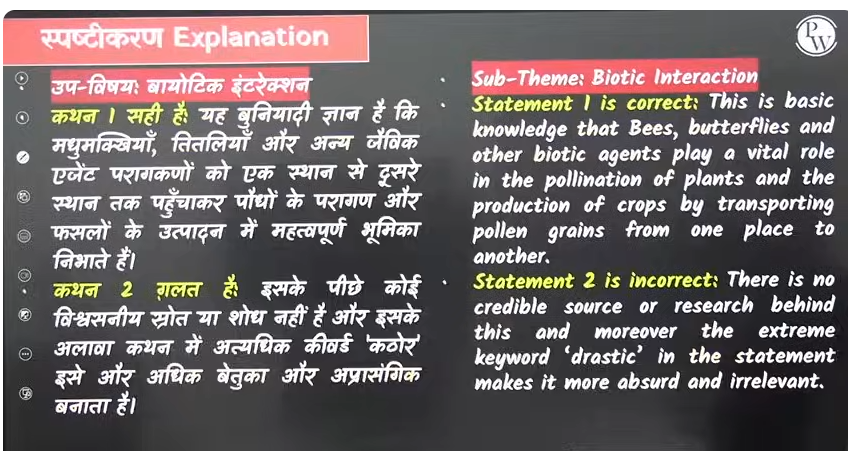 स्पष्टीकरण Explanation
PW
उप-विषय: बायोटिक इंटरेक्शन
कथन 1 सही है: यह बुनियादी ज्ञान है कि
मधुमक्खियाँ, तितलियाँ और अन्य जैविक
एजेंट परागकणों को एक स्थान से दूसरे
स्थान तक पहुँचाकर पौधों के परागण और
फसलों के उत्पादन में महत्वपूर्ण भूमिका
निभाते हैं।
कथन 2 ग़लत है: इसके पीछे कोई
विश्वसनीय स्रोत या शोध नहीं है और इसके
अलावा कथन में अत्यधिक कीवर्ड 'कठोर'
इसे और अधिक बेतुका और अप्रासंगिक
बनाता है।
Sub-Theme: Biotic Interaction
Statement 1 is correct: This is basic
knowledge that Bees, butterflies and
other biotic agents play a vital role
in the pollination of plants and the
production of crops by transporting
pollen grains from one place to
another.
Statement 2 is incorrect: There is no
credible source or research behind
this and moreover the extreme
keyword ‘drastic’ in the statement
makes it more absurd and irrelevant.